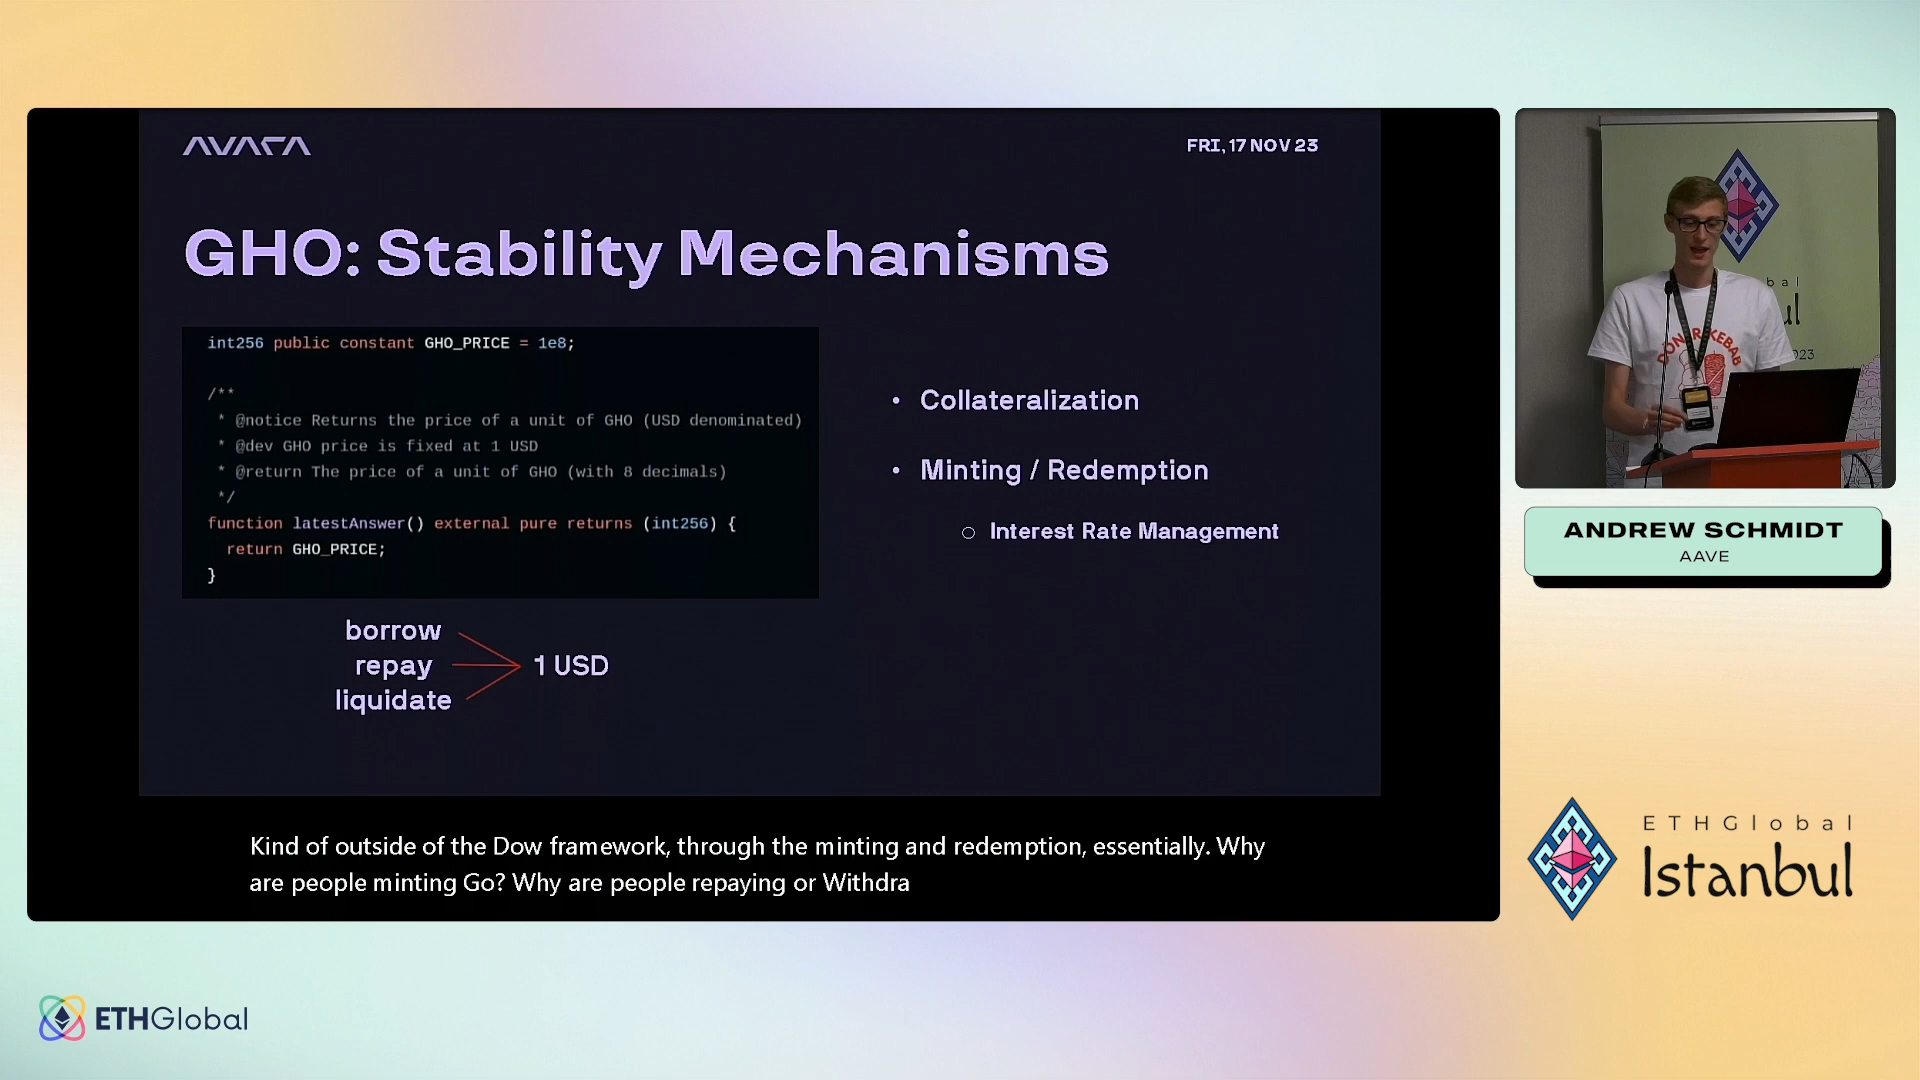 AVARA
FRI, 17 NOV 23
GHO: Stability Mechanisms
int256 public constant GHO_PRICE = 1e8;
/**
* @notice Returns the price of a unit of GHO (USD denominated)
* @dev GHO price is fixed at 1 USD
* @return The price of a unit of GHO (with 8 decimals)
*/
function latestAnswer() external pure returns (int256) {
return GHO_PRICE;
}
borrow
repay
liquidate
1 USD
• Collateralization
• Minting / Redemption
○ Interest Rate Management
Kind of outside of the Dow framework, through the minting and redemption, essentially. Why
are people minting Go? Why are people repaying or Withdra
ANDREW SCHMIDT
AAVE
ETHGlobal
Istanbul
ETHGlobal